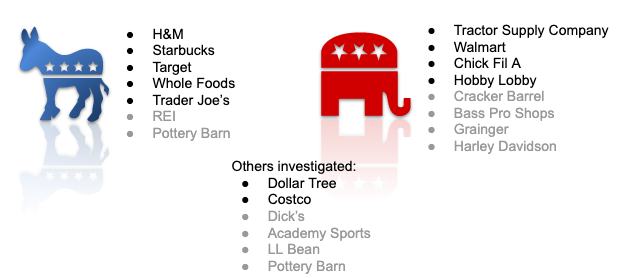 H&M
Starbucks
Target
Whole Foods
Trader Joe's
REI
Pottery Barn
Tractor Supply Company
Walmart
Chick Fil A
Hobby Lobby
Cracker Barrel
Bass Pro Shops
Grainger
Harley Davidson
Others investigated:
Dollar Tree
Costco
Dick's
Academy Sports
LL Bean
Pottery Barn